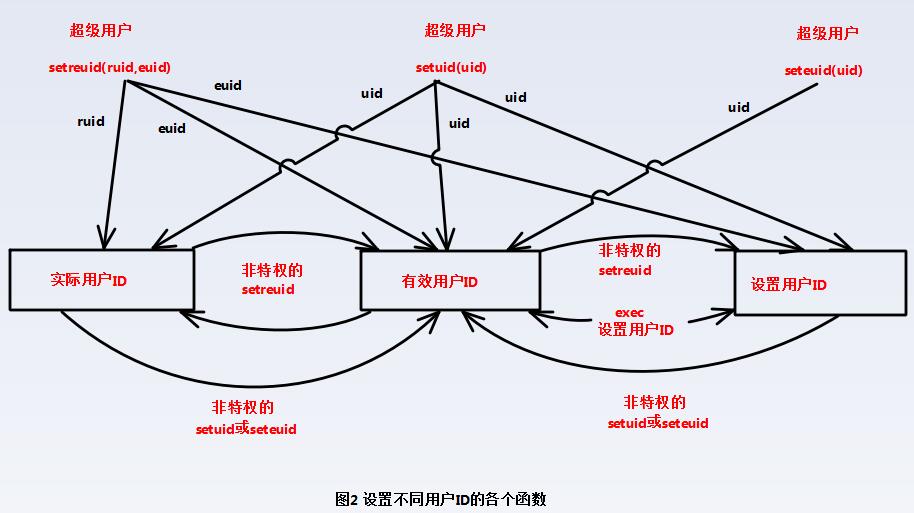 超级用户
setreuid(ruid,euid)
超级用户
setuid(uid)
超级用户
seteuid(uid)
ruid
euid
euid
uid
uid
uid
uid
实际用户ID
非特权的
setreuid
有效用户ID
非特权的
setreuid
exec
设置用户ID
设置用户ID
非特权的
setuid或seteuid
非特权的
setuid或seteuid
图2 设置不同用户ID的各个函数